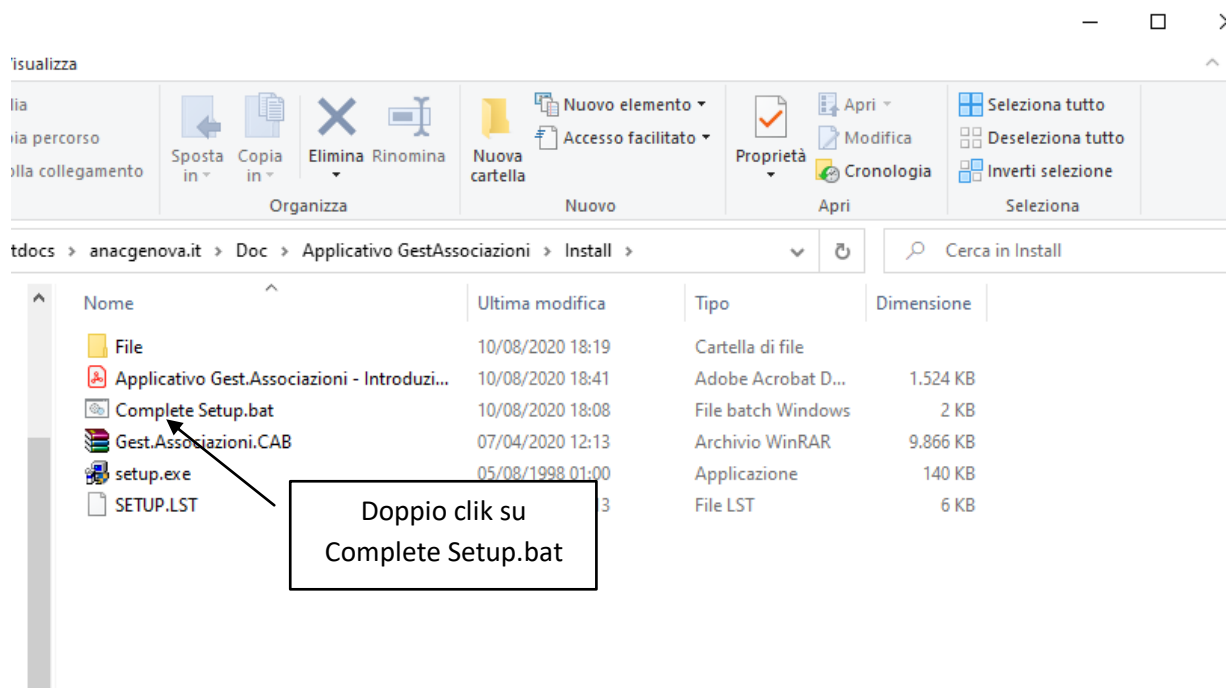 'isualizza
lia
Nuovo elemento
Apri
Seleziona tutto
ia percorso
Sposta in
Copia in
Elimina
Rinomina
Nuova cartella
Accesso facilitato
Proprietà
Modifica
Deseleziona tutto
olla collegamento
Cronologia
Inverti selezione
Organizza
Nuovo
Apri
Seleziona
tdocs > anacgenova.it > Doc > Applicativo GestAssociazioni > Install >
Cerca in Install
Nome Ultima modifica Tipo Dimensione
File 10/08/2020 18:19 Cartella di file
Applicativo Gest.Associazioni - Introduzi... 10/08/2020 18:41 Adobe Acrobat D... 1.524 KB
Complete Setup.bat 10/08/2020 18:08 File batch Windows 2 KB
Gest.Associazioni.CAB 07/04/2020 12:13 Archivio WinRAR 9.866 KB
setup.exe 05/08/1998 01:00 Applicazione 140 KB
SETUP.LST 3 File LST 6 KB
Doppio clik su
Complete Setup.bat